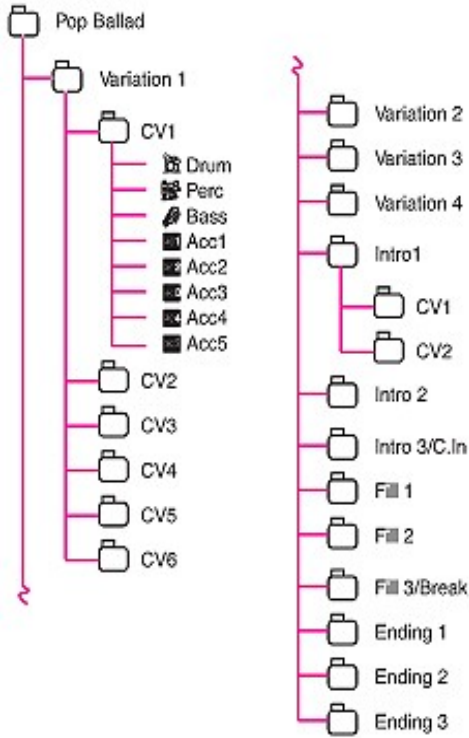 Pop Ballad
Variation 1
CV1
Drum
Perc
Bass
Acc1
Acc2
Acc3
Acc4
Acc5
CV2
CV3
CV4
CV5
CV6
Variation 2
Variation 3
Variation 4
Intro1
CV1
CV2
Intro 2
Intro 3/C.In
Fill 1
Fill 2
Fill 3/Break
Ending 1
Ending 2
Ending 3